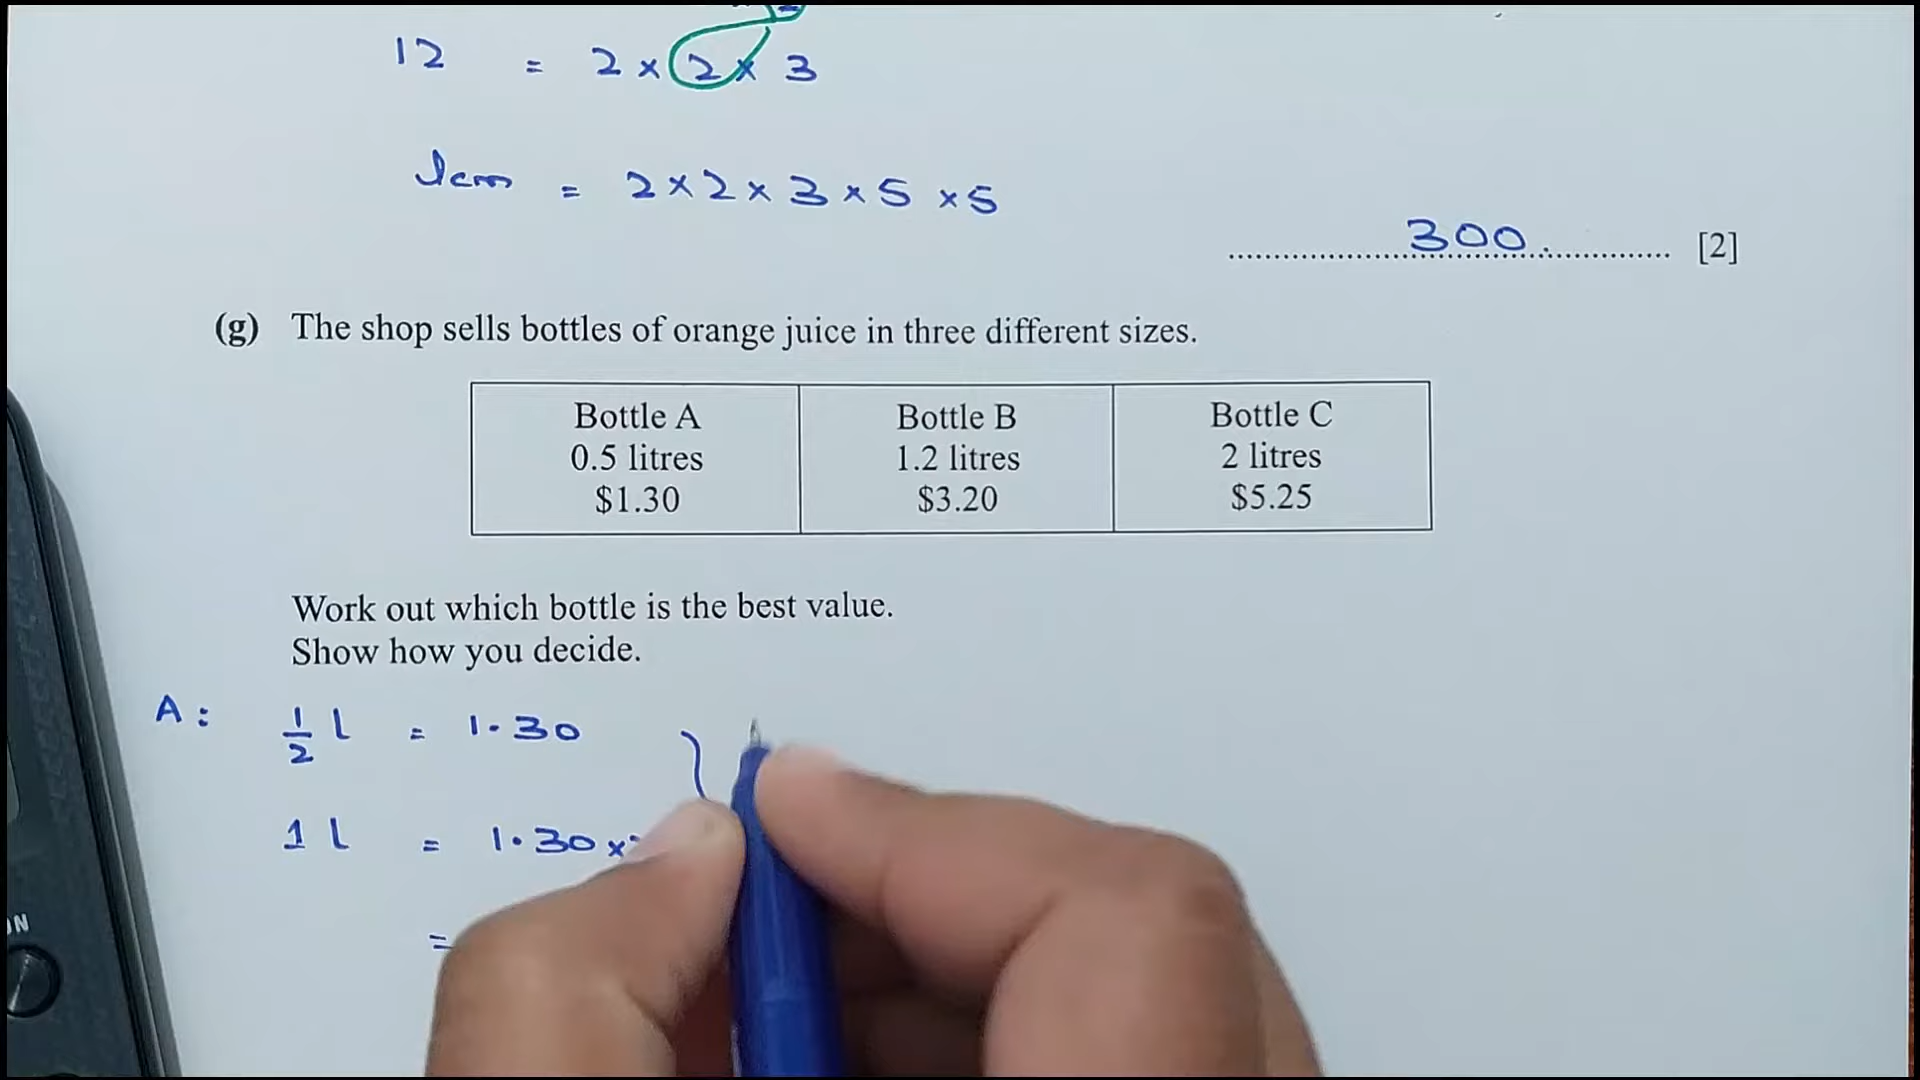 12 = 2 × 2 × 3
lcm = 2 × 2 × 3 × 5 × 5
300 [2]
(g) The shop sells bottles of orange juice in three different sizes.
Bottle A Bottle B Bottle C
0.5 litres 1.2 litres 2 litres
$1.30 $3.20 $5.25
Work out which bottle is the best value.
Show how you decide.
A: 1/2 l = 1.30
1 l = 1.30 ×
=